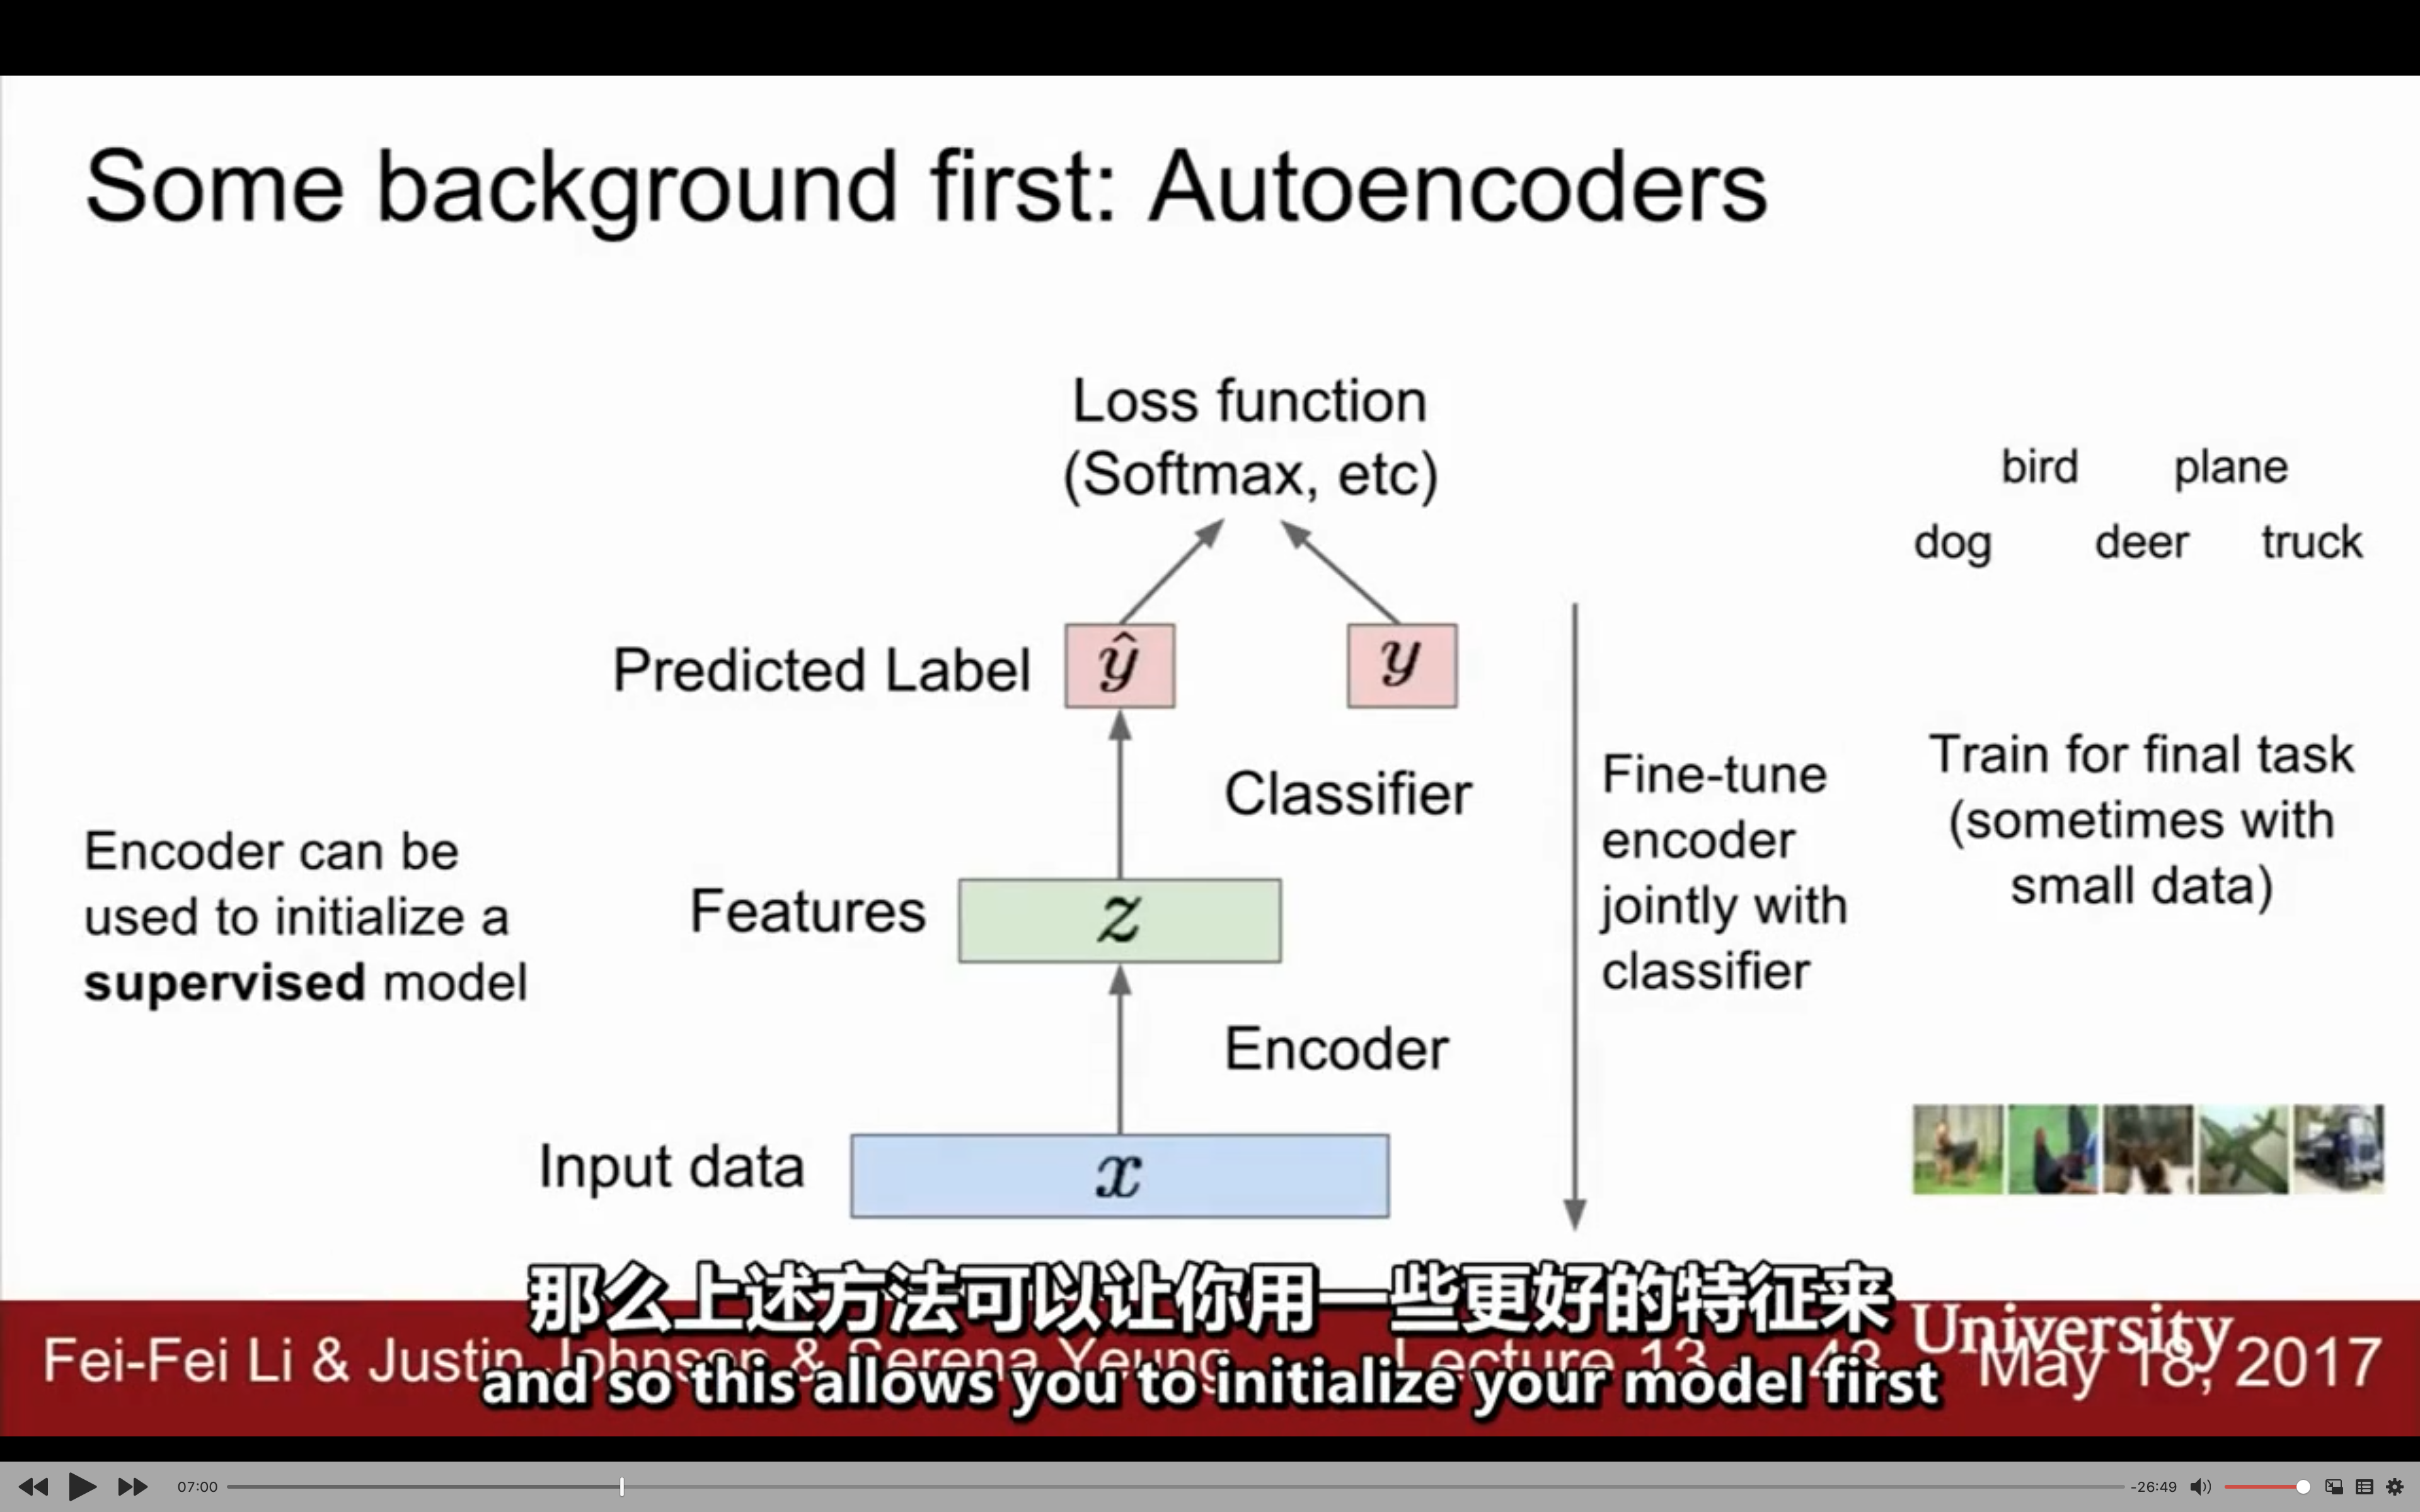 Some background first: Autoencoders
Loss function
(Softmax, etc)
bird plane
dog deer truck
Predicted Label
ŷ
y
Classifier
Fine-tune
encoder
jointly with
classifier
Train for final task
(sometimes with
small data)
Encoder can be
used to initialize a
supervised model
Features
z
Encoder
Input data
x
那么上述方法可以让你用一些更好的特征来
University
Fei-Fei Li & Justin Johnson & Serena Yeung
Lecture 13
May 18, 2017
and so this allows you to initialize your model first
07:00
-26:49